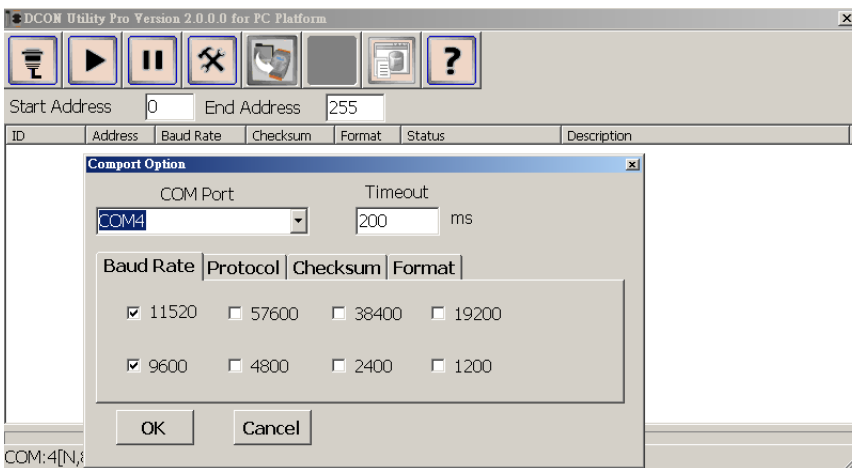 DCON Utility Pro Version 2.0.0.0 for PC Platform
Start Address 0 End Address 255
ID Address Baud Rate Checksum Format Status Description
Comport Option
COM Port Timeout
COM4 200 ms
Baud Rate Protocol Checksum Format
11520 57600 38400 19200
9600 4800 2400 1200
OK Cancel
COM:4[N,8